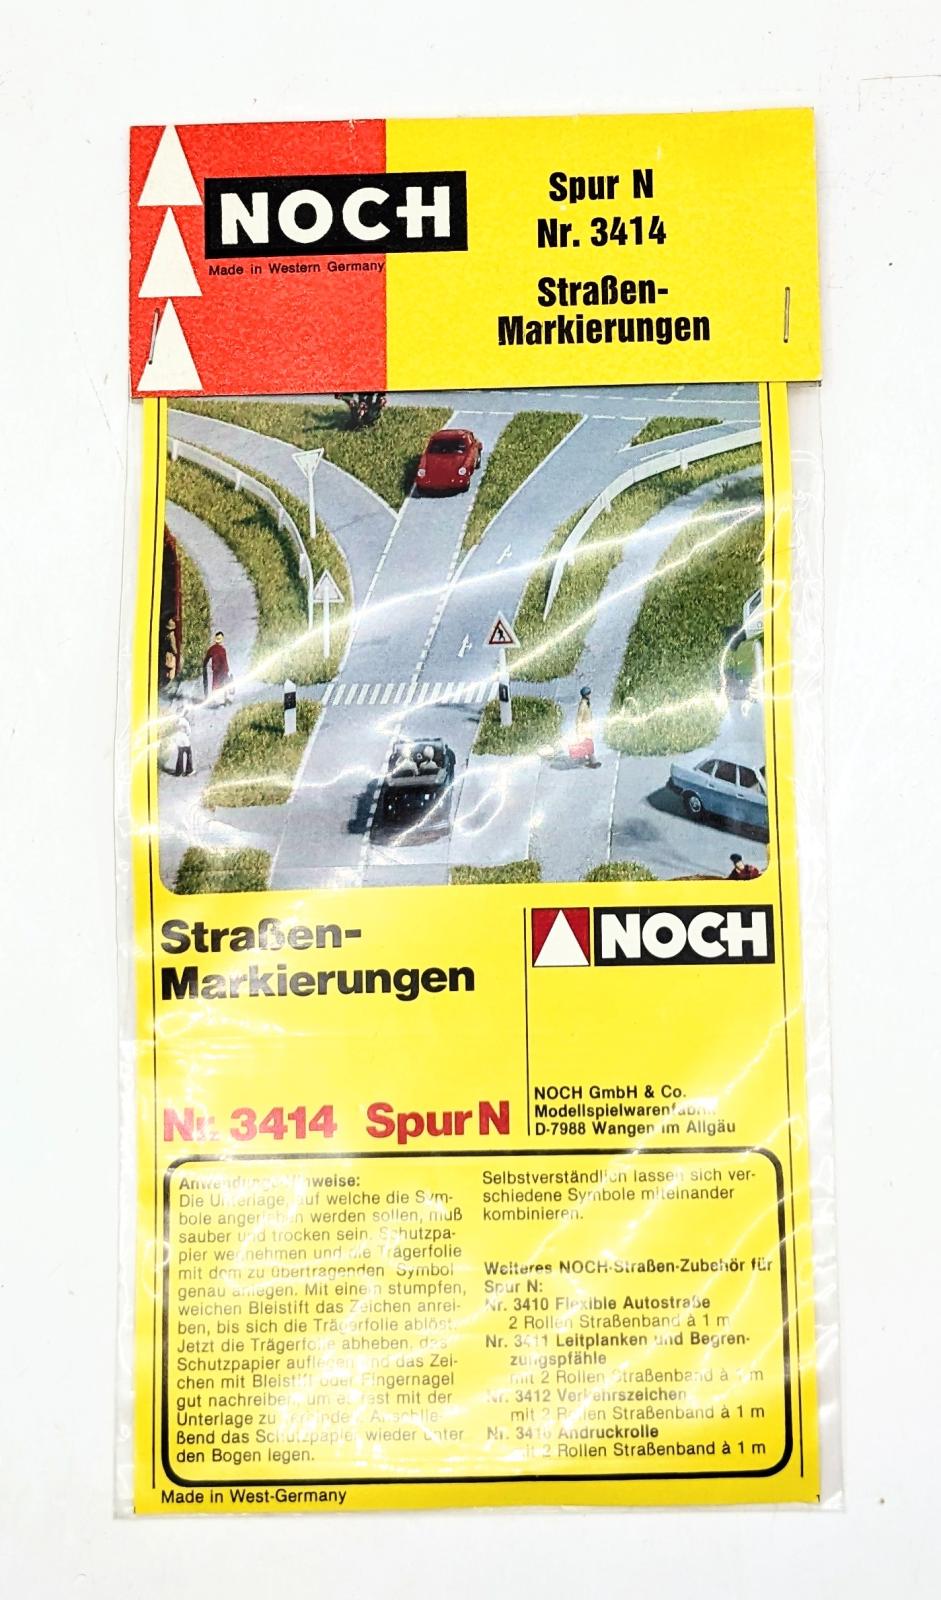 NOCH
Made in Western Germany
Spur N
Nr. 3414
Straßen-
Markierungen
Straßen-
Markierungen
NOCH
Nr. 3414 Spur N
NOCH GmbH & Co.
Modellspielwarenfabrik
D-7988 Wangen im Allgäu
Anwendungs-Hinweise:
Die Unterlage, auf welche die Sym-
bole angerieben werden sollen, muß
sauber und trocken sein. Schutzpa-
pier wegnehmen und die Trägerfolie
mit dem zu übertragenden Symbol
genau anlegen. Mit einem stumpfen,
weichen Bleistift das Zeichen anrei-
ben, bis sich die Trägerfolie ablöst.
Jetzt die Trägerfolie abheben, das
Schutzpapier auflegen und das Zei-
chen mit Bleistift oder Fingernagel
gut nachreiben, um es fest mit der
Unterlage zu verbinden. Anschlie-
ßend das Schutzpapier wieder unter
den Bogen legen.
Selbstverständlich lassen sich ver-
schiedene Symbole miteinander
kombinieren.
Weiteres NOCH-Straßen-Zubehör für
Spur N:
Nr. 3410 Flexible Autostraße
2 Rollen Straßenband à 1 m
Nr. 3411 Leitplanken und Begren-
zungspfähle
mit 2 Rollen Straßenband à 1 m
Nr. 3412 Verkehrszeichen
mit 2 Rollen Straßenband à 1 m
Nr. Andruckrolle
mit 2 Rollen Straßenband à 1 m
Made in West-Germany